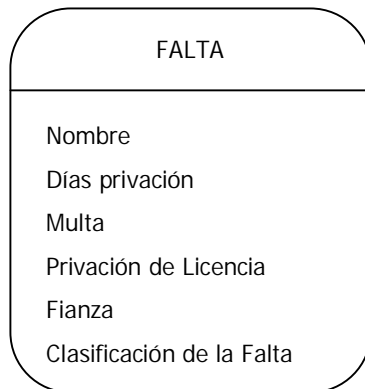 FALTA
Nombre
Días privación
Multa
Privación de Licencia
Fianza
Clasificación de la Falta